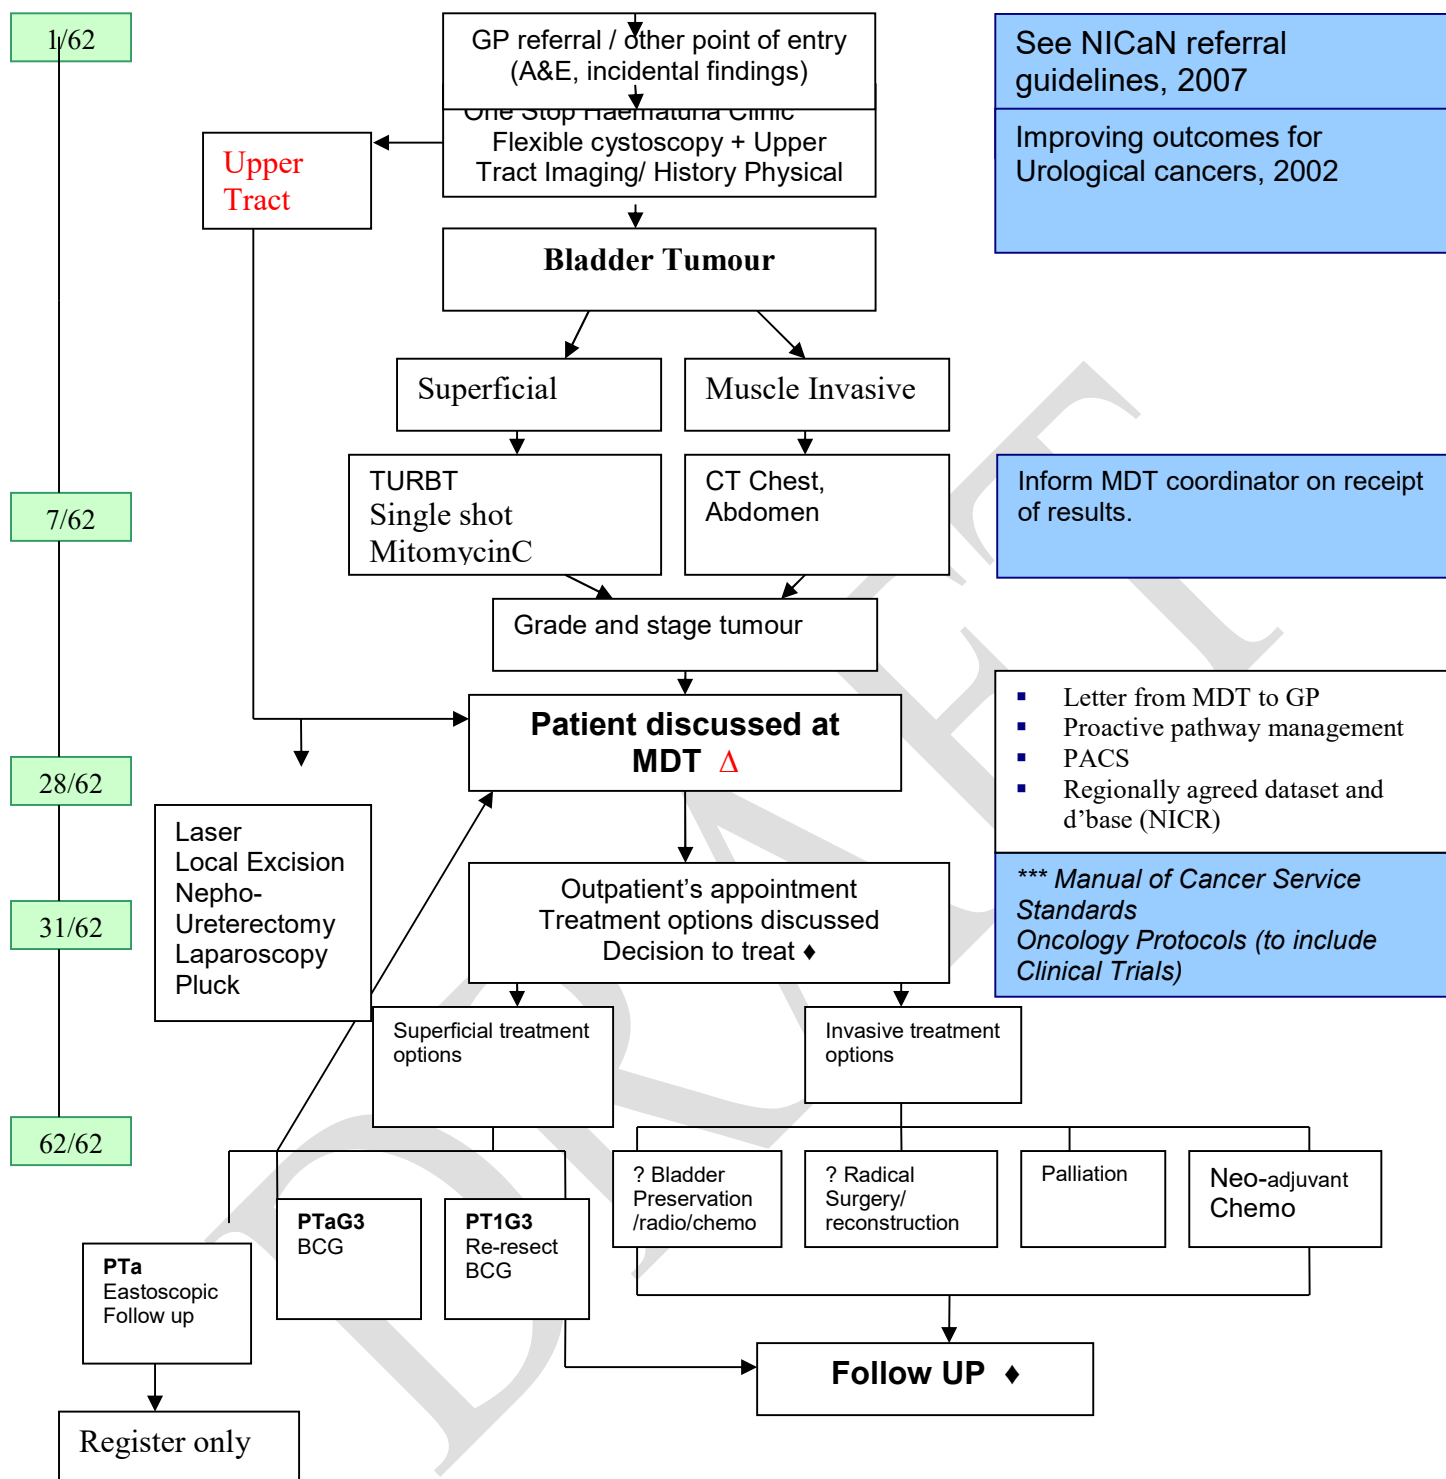 1/62
GP referral / other point of entry
(A&E, incidental findings)
See NICaN referral
guidelines, 2007
One Stop Haematuria Clinic
Flexible cystoscopy + Upper
Tract Imaging/ History Physical
Upper
Tract
Improving outcomes for
Urological cancers, 2002
Bladder Tumour
Superficial
Muscle Invasive
7/62
TURBT
Single shot
MitomycinC
CT Chest,
Abdomen
Inform MDT coordinator on receipt
of results.
Grade and stage tumour
Patient discussed at
MDT Δ
▪ Letter from MDT to GP
▪ Proactive pathway management
▪ PACS
▪ Regionally agreed dataset and
d’base (NICR)
28/62
Laser
Local Excision
Nepho-
Ureterectomy
Laparoscopy
Pluck
31/62
Outpatient’s appointment
Treatment options discussed
Decision to treat ♦
*** Manual of Cancer Service
Standards
Oncology Protocols (to include
Clinical Trials)
Superficial treatment
options
Invasive treatment
options
62/62
PTa
Eastoscopic
Follow up
PTaG3
BCG
PT1G3
Re-resect
BCG
? Bladder
Preservation
/radio/chemo
? Radical
Surgery/
reconstruction
Palliation
Neo-adjuvant
Chemo
Follow UP ♦
Register only
DRAFT